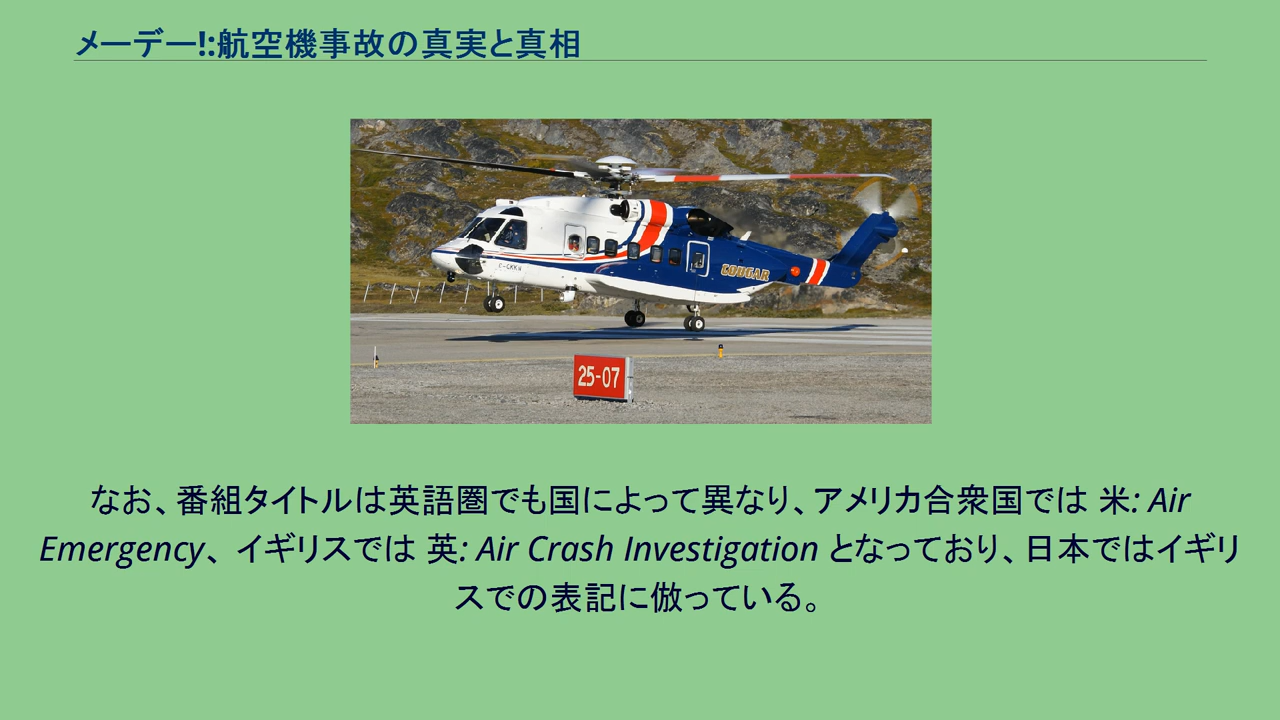 メーデー!:航空機事故の真実と真相
C-GKKN
COUGAR
25-07
なお、番組タイトルは英語圏でも国によって異なり、アメリカ合衆国では 米: Air
Emergency、イギリスでは 英: Air Crash Investigation となっており、日本ではイギリ
スでの表記に倣っている。